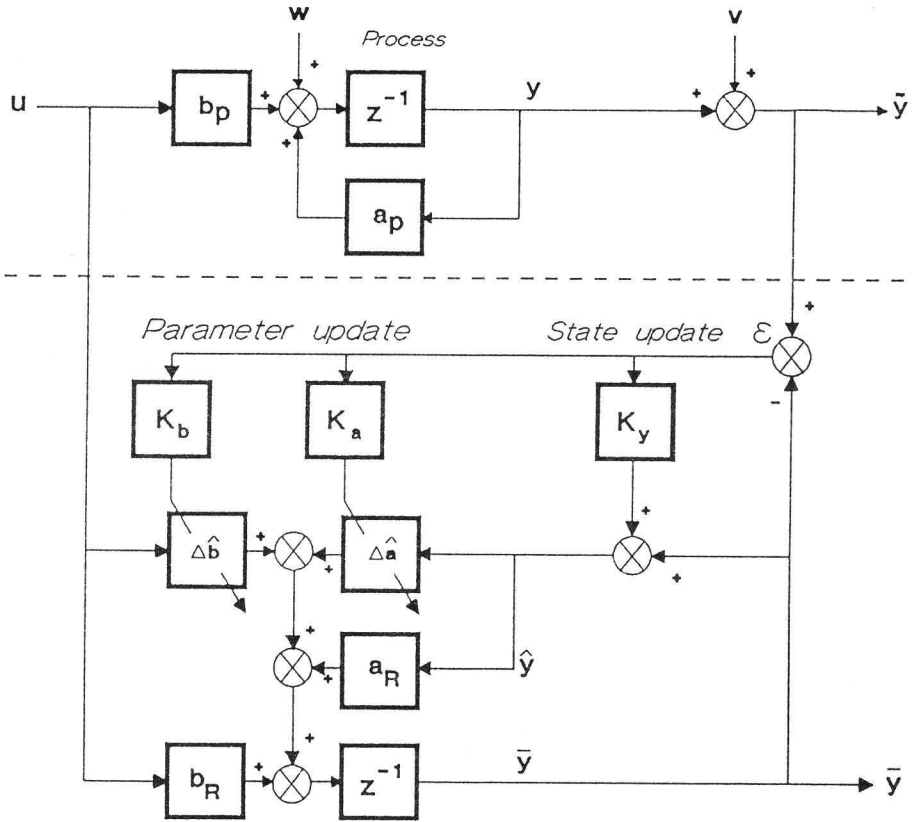 w
v
Process
+
+
u
b_p
+
z⁻¹
y
+
ỹ
+
a_p
+
Parameter update
State update
ε
-
K_b
K_a
K_y
+
Δb̂
+
+
Δâ
+
+
+
a_R
ŷ
+
b_R
+
z⁻¹
ȳ
ȳ